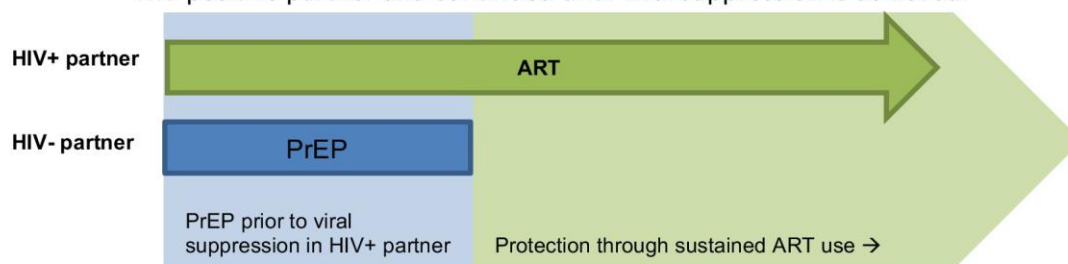 HIV+ partner
ART
HIV- partner
PrEP
PrEP prior to viral
suppression in HIV+ partner
Protection through sustained ART use →